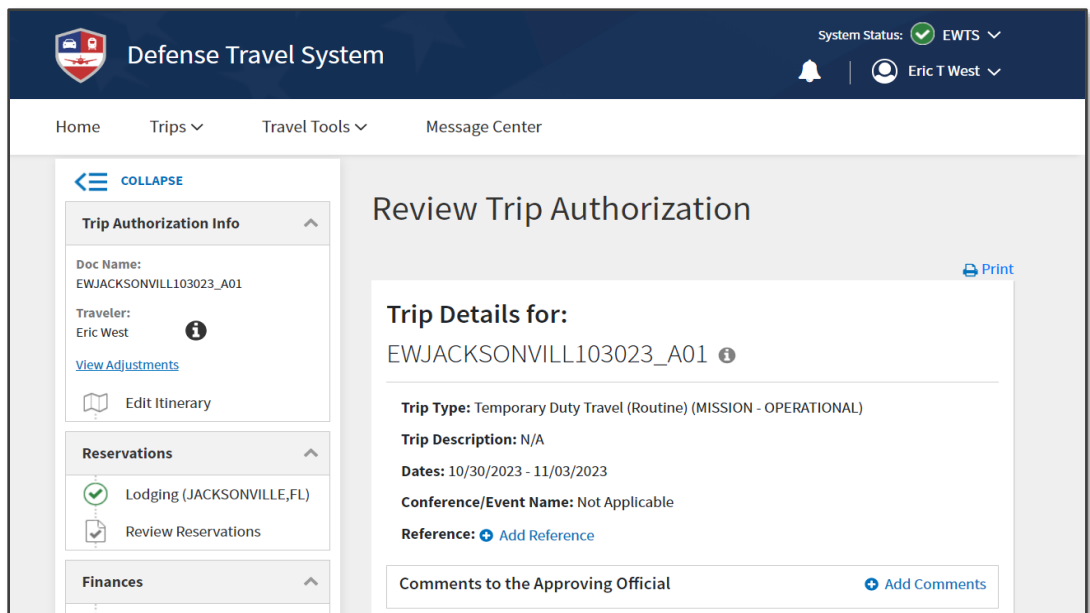 Defense Travel System
System Status: EWTS
Eric T West
Home Trips Travel Tools Message Center
COLLAPSE
Trip Authorization Info
Doc Name:
EWJACKSONVILL103023_A01
Traveler:
Eric West
View Adjustments
Edit Itinerary
Reservations
Lodging (JACKSONVILLE,FL)
Review Reservations
Finances
Review Trip Authorization
Print
Trip Details for:
EWJACKSONVILL103023_A01
Trip Type: Temporary Duty Travel (Routine) (MISSION - OPERATIONAL)
Trip Description: N/A
Dates: 10/30/2023 - 11/03/2023
Conference/Event Name: Not Applicable
Reference: Add Reference
Comments to the Approving Official Add Comments